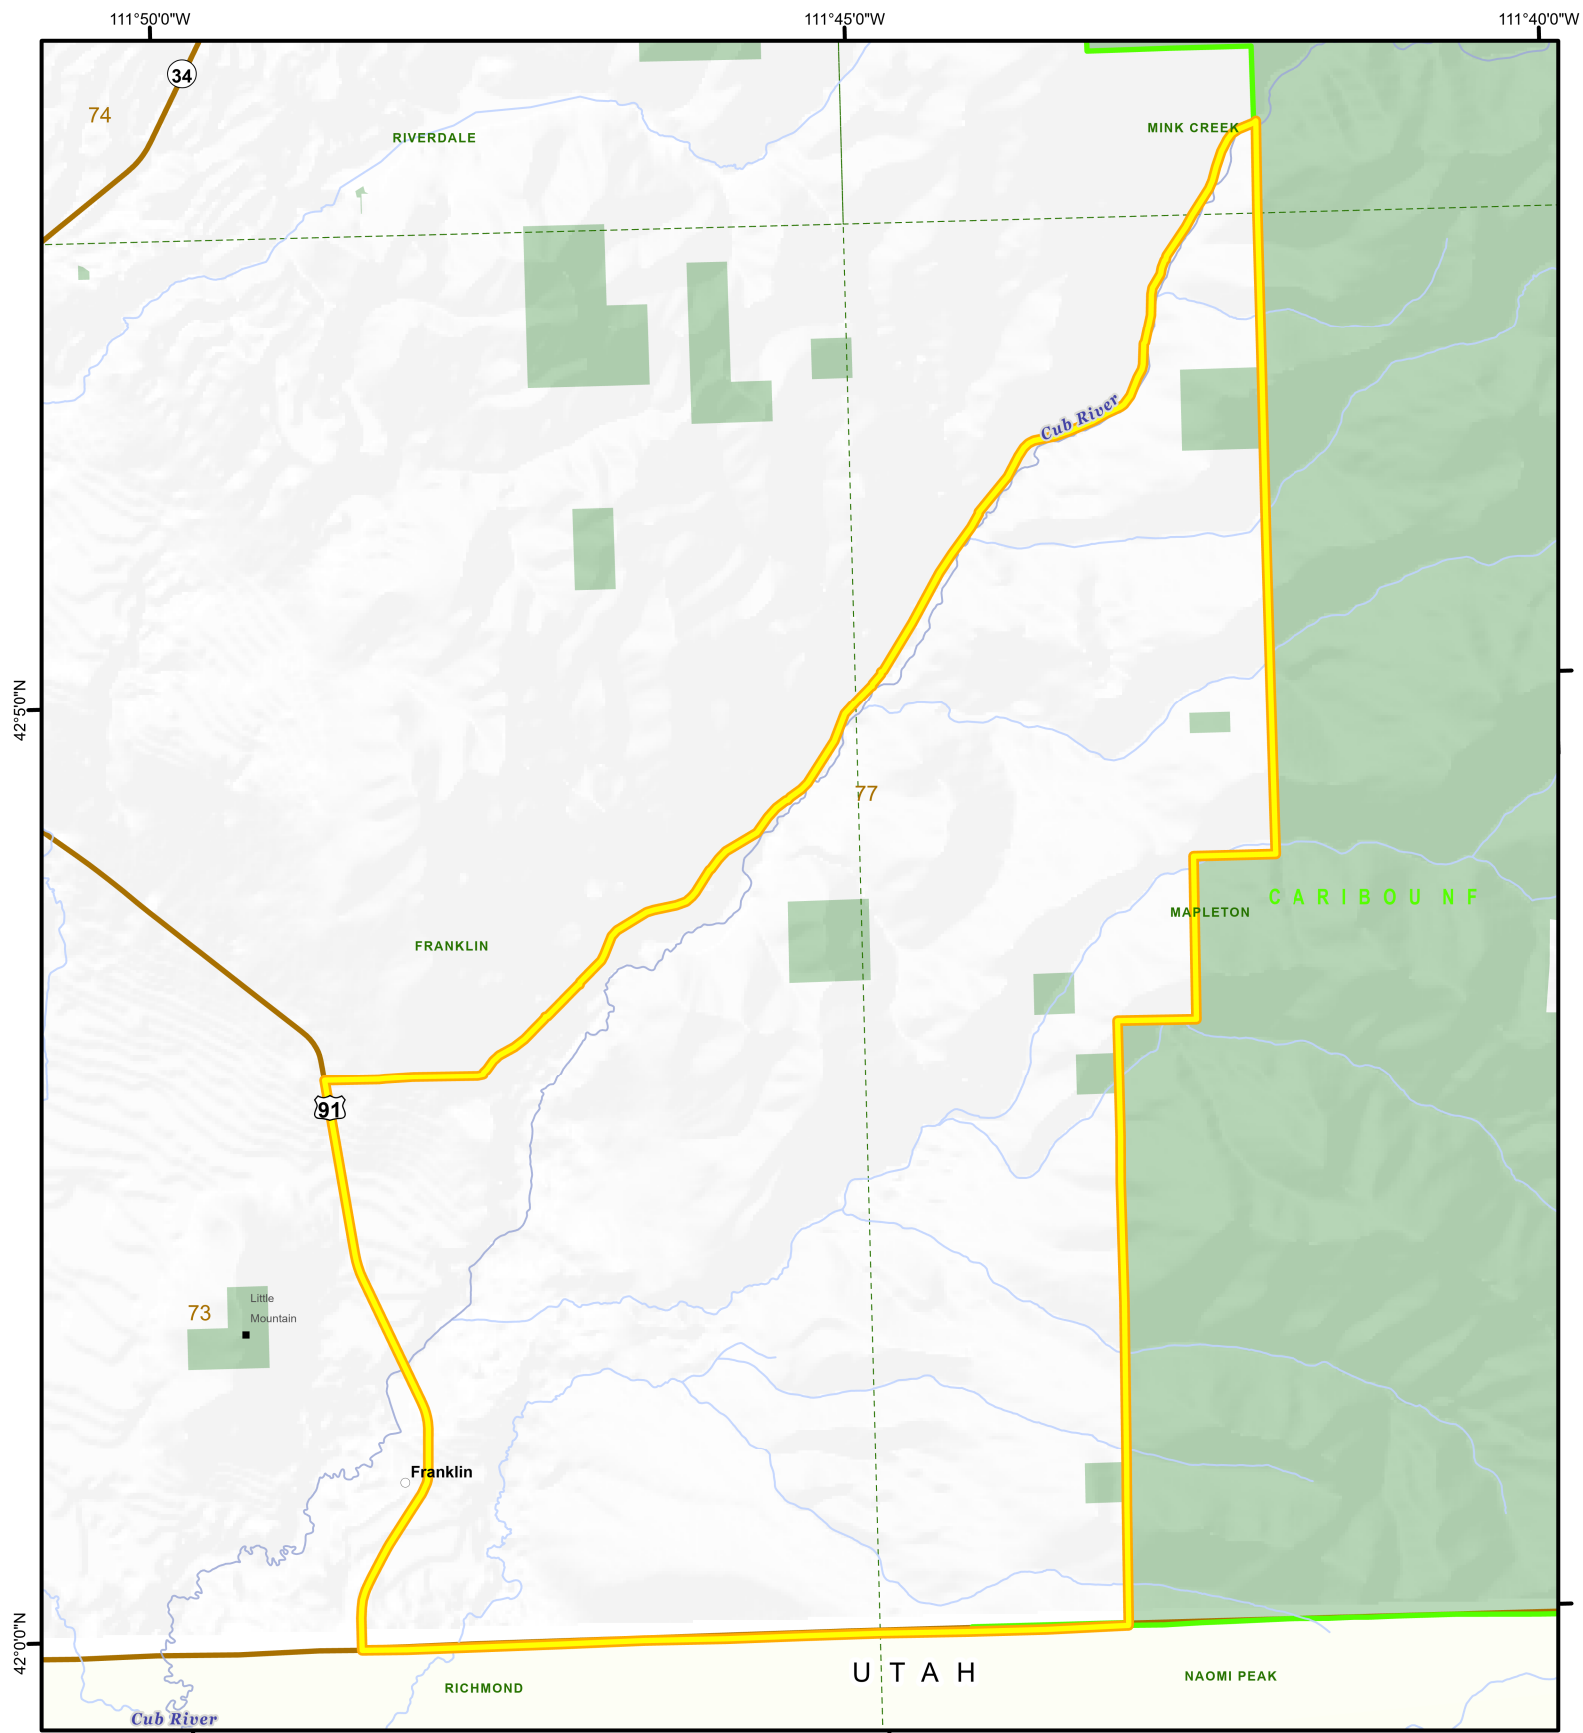 111°50'0"W
111°45'0"W
111°40'0"W
34
74
RIVERDALE
MINK CREEK
Cub River
42°5'0"N
77
CARIBOU NF
MAPLETON
FRANKLIN
91
Little
Mountain
73
Franklin
42°0'0"N
UTAH
NAOMI PEAK
RICHMOND
Cub River